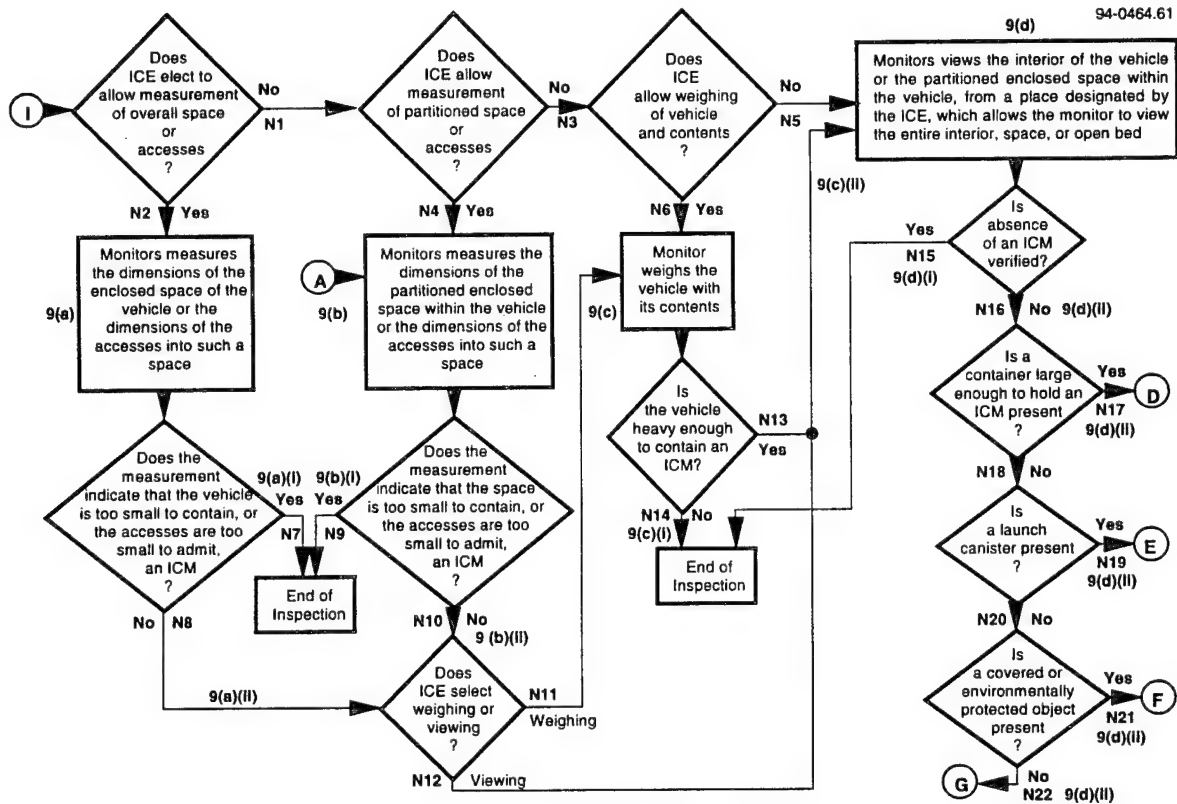 94-0464.61
I
Does
ICE elect to
allow measurement
of overall space
or
accesses
?
No
N1
Does
ICE allow
measurement
of partitioned space
or
accesses
?
No
N3
Does
ICE
allow weighing
of vehicle
and contents
?
No
N5
9(d)
Monitors views the interior of the vehicle
or the partitioned enclosed space within
the vehicle, from a place designated by
the ICE, which allows the monitor to view
the entire interior, space, or open bed
N2 Yes
N4 Yes
N6 Yes
9(c)(ii)
Monitors measures
the dimensions of the
enclosed space of the
vehicle or the
dimensions of the
accesses into such a
space
9(a)
A
9(b)
Monitors measures the
dimensions of the
partitioned enclosed
space within the vehicle
or the dimensions of the
accesses into such a
space
Monitor
weighs the
vehicle with
its contents
9(c)
Is
absence
of an ICM
verified?
Yes
N15
9(d)(i)
N16 No 9(d)(ii)
Is
the vehicle
heavy enough
to contain an
ICM?
N13
Yes
N14 No
9(c)(i)
End of
Inspection
Is a
container large
enough to hold an
ICM present
?
Yes
N17
9(d)(ii)
D
N18 No
Does the
measurement
indicate that the vehicle
is too small to contain, or
the accesses are too
small to admit,
an ICM
?
9(a)(i)
Yes
N7
9(b)(i)
Yes
N9
End of
Inspection
Does the
measurement
indicate that the space
is too small to contain, or
the accesses are too
small to admit,
an ICM
?
No N8
N10 No
9 (b)(ii)
9(a)(ii)
Does
ICE select
weighing or
viewing
?
N11
Weighing
N12 Viewing
Is
a launch
canister present
?
Yes
N19
9(d)(ii)
E
N20 No
Is
a covered or
environmentally
protected object
present
?
Yes
N21
9(d)(ii)
F
No
N22 9(d)(ii)
G